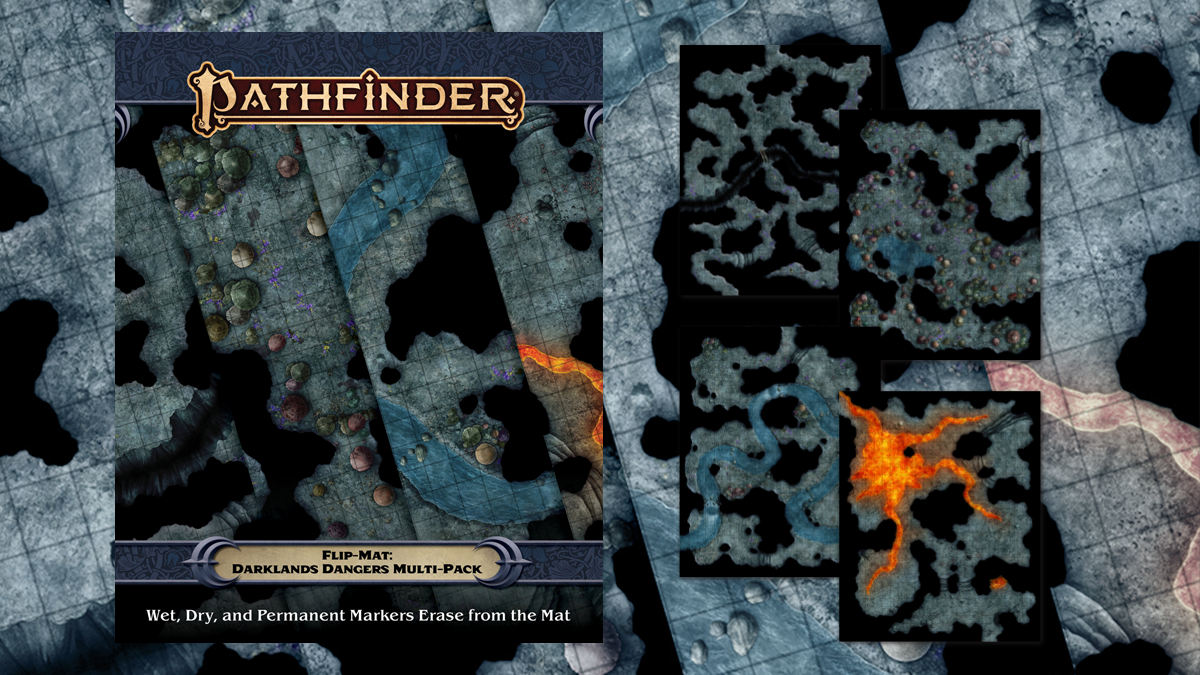 PATHFINDER
FLIP-MAT:
DARKLANDS DANGERS MULTI-PACK
Wet, Dry, and Permanent Markers Erase from the Mat